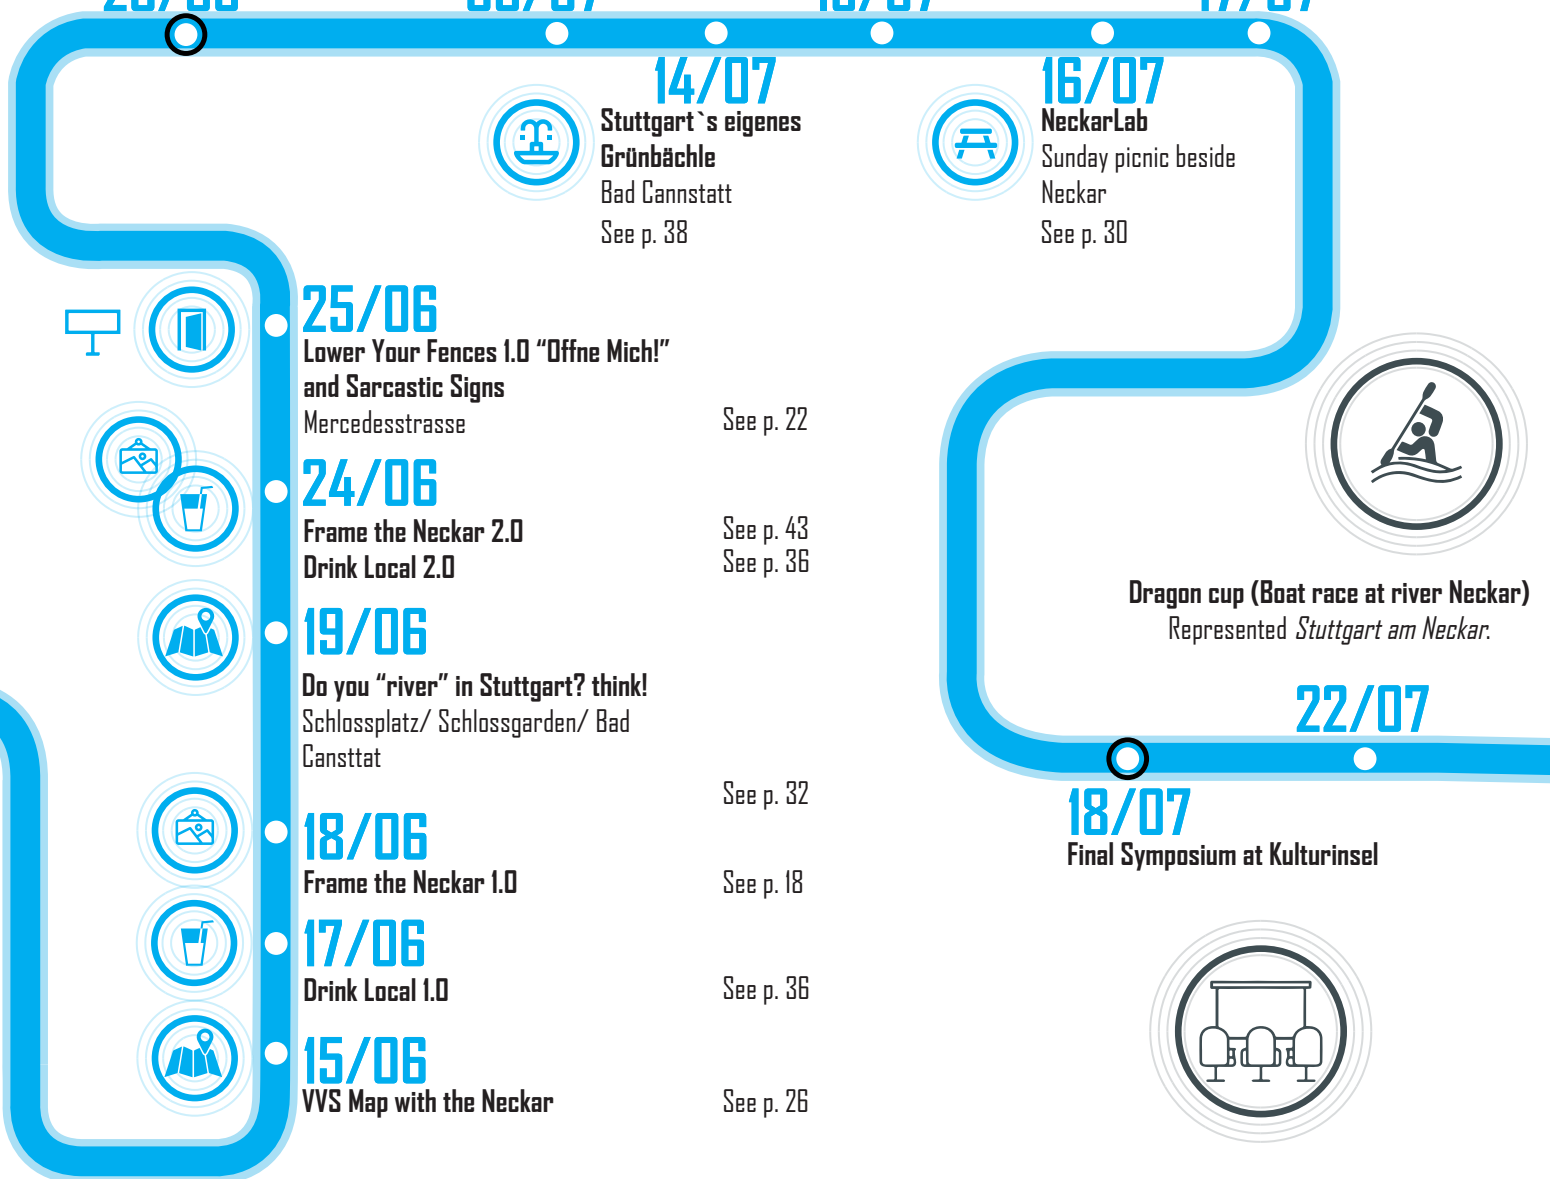 14/07
Stuttgart`s eigenes
Grünbächle
Bad Cannstatt
See p. 38
16/07
NeckarLab
Sunday picnic beside
Neckar
See p. 30
25/06
Lower Your Fences 1.0 “Offne Mich!”
and Sarcastic Signs
Mercedesstrasse
See p. 22
24/06
Frame the Neckar 2.0
See p. 43
Drink Local 2.0
See p. 36
19/06
Do you “river” in Stuttgart? think!
Schlossplatz/ Schlossgarden/ Bad
Cansttat
See p. 32
18/06
Frame the Neckar 1.0
See p. 18
17/06
Drink Local 1.0
See p. 36
15/06
VVS Map with the Neckar
See p. 26
Dragon cup (Boat race at river Neckar)
Represented Stuttgart am Neckar.
22/07
18/07
Final Symposium at Kulturinsel